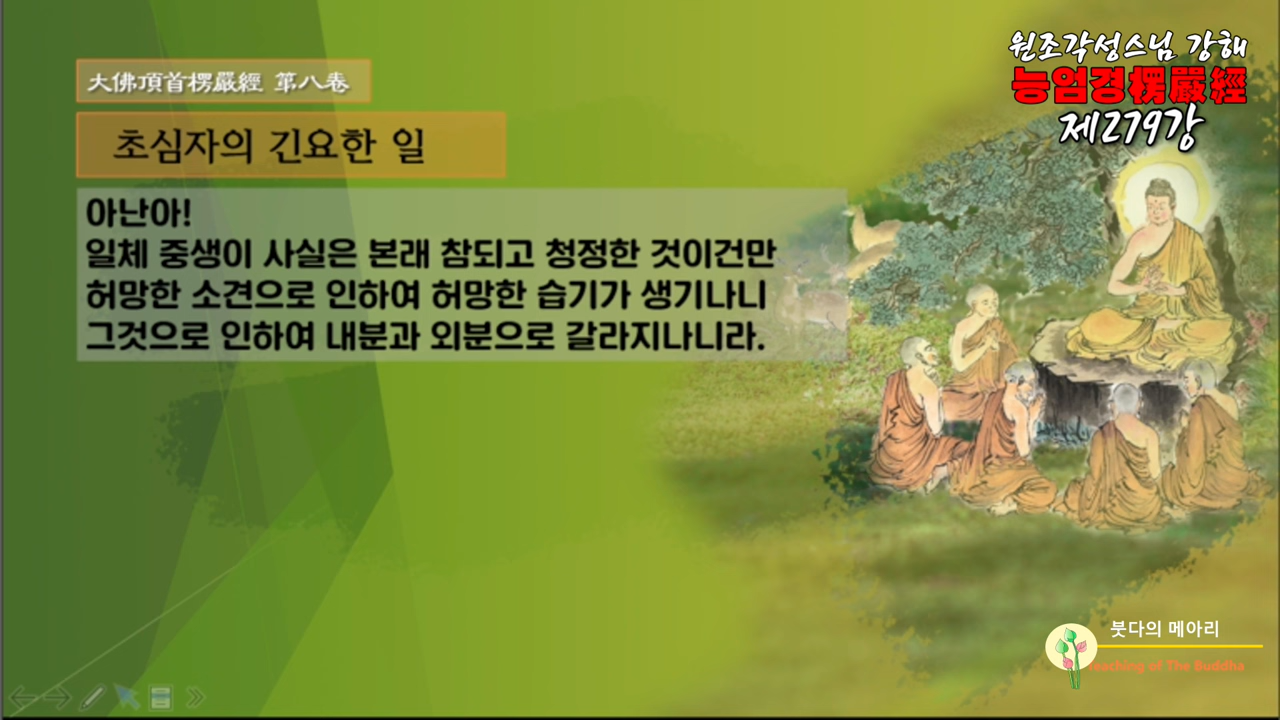 大佛頂首楞嚴經 第八卷
초심자의 긴요한 일
아난아!
일체 중생이 사실은 본래 참되고 청정한 것이건만
허망한 소견으로 인하여 허망한 습기가 생기나니
그것으로 인하여 내분과 외분으로 갈라지나니라.
원조각성스님 강해
능엄경楞嚴經
제279강
붓다의 메아리
Teaching of The Buddha